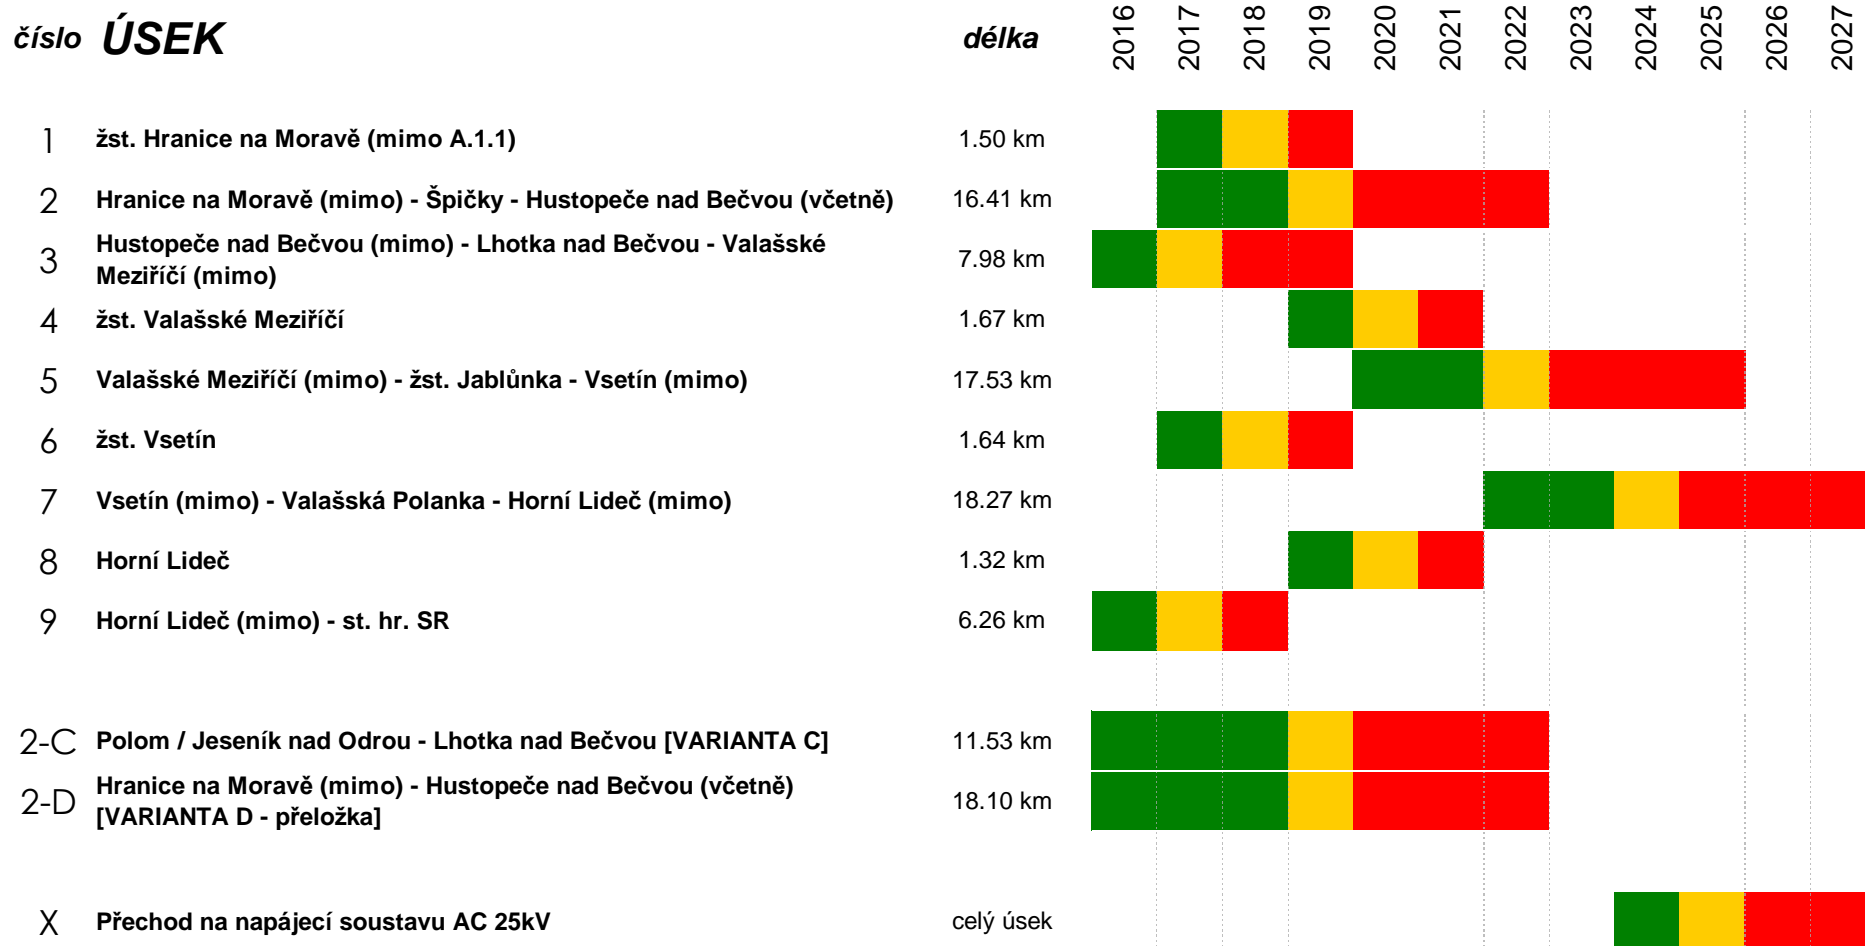 číslo ÚSEK délka 2016 2017 2018 2019 2020 2021 2022 2023 2024 2025 2026 2027
1 žst. Hranice na Moravě (mimo A.1.1) 1.50 km
2 Hranice na Moravě (mimo) - Špičky - Hustopeče nad Bečvou (včetně) 16.41 km
3 Hustopeče nad Bečvou (mimo) - Lhotka nad Bečvou - Valašské
Meziříčí (mimo) 7.98 km
4 žst. Valašské Meziříčí 1.67 km
5 Valašské Meziříčí (mimo) - žst. Jablůnka - Vsetín (mimo) 17.53 km
6 žst. Vsetín 1.64 km
7 Vsetín (mimo) - Valašská Polanka - Horní Lideč (mimo) 18.27 km
8 Horní Lideč 1.32 km
9 Horní Lideč (mimo) - st. hr. SR 6.26 km
2-C Polom / Jeseník nad Odrou - Lhotka nad Bečvou [VARIANTA C] 11.53 km
2-D Hranice na Moravě (mimo) - Hustopeče nad Bečvou (včetně)
[VARIANTA D - přeložka] 18.10 km
X Přechod na napájecí soustavu AC 25kV celý úsek